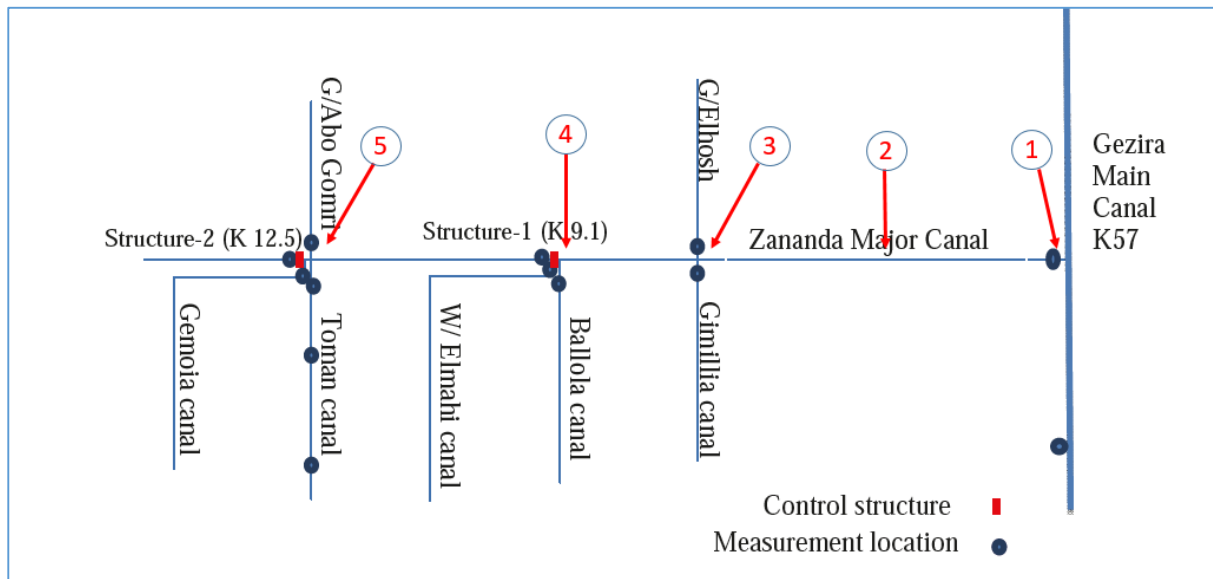 G/Abo Gomri
G/Elhosh
5
4
3
2
1
Gezira
Main
Canal
K57
Structure-2 (K 12.5)
Structure-1 (K 9.1)
Zananda Major Canal
Gemoia canal
Toman canal
W/ Elmahi canal
Ballola canal
Gimillia canal
Control structure
Measurement location